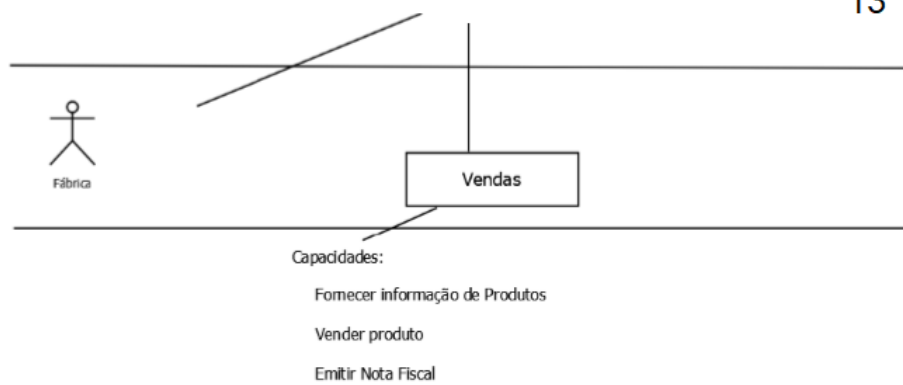 13
Fábrica
Vendas
Capacidades:
Fornecer informação de Produtos
Vender produto
Emitir Nota Fiscal